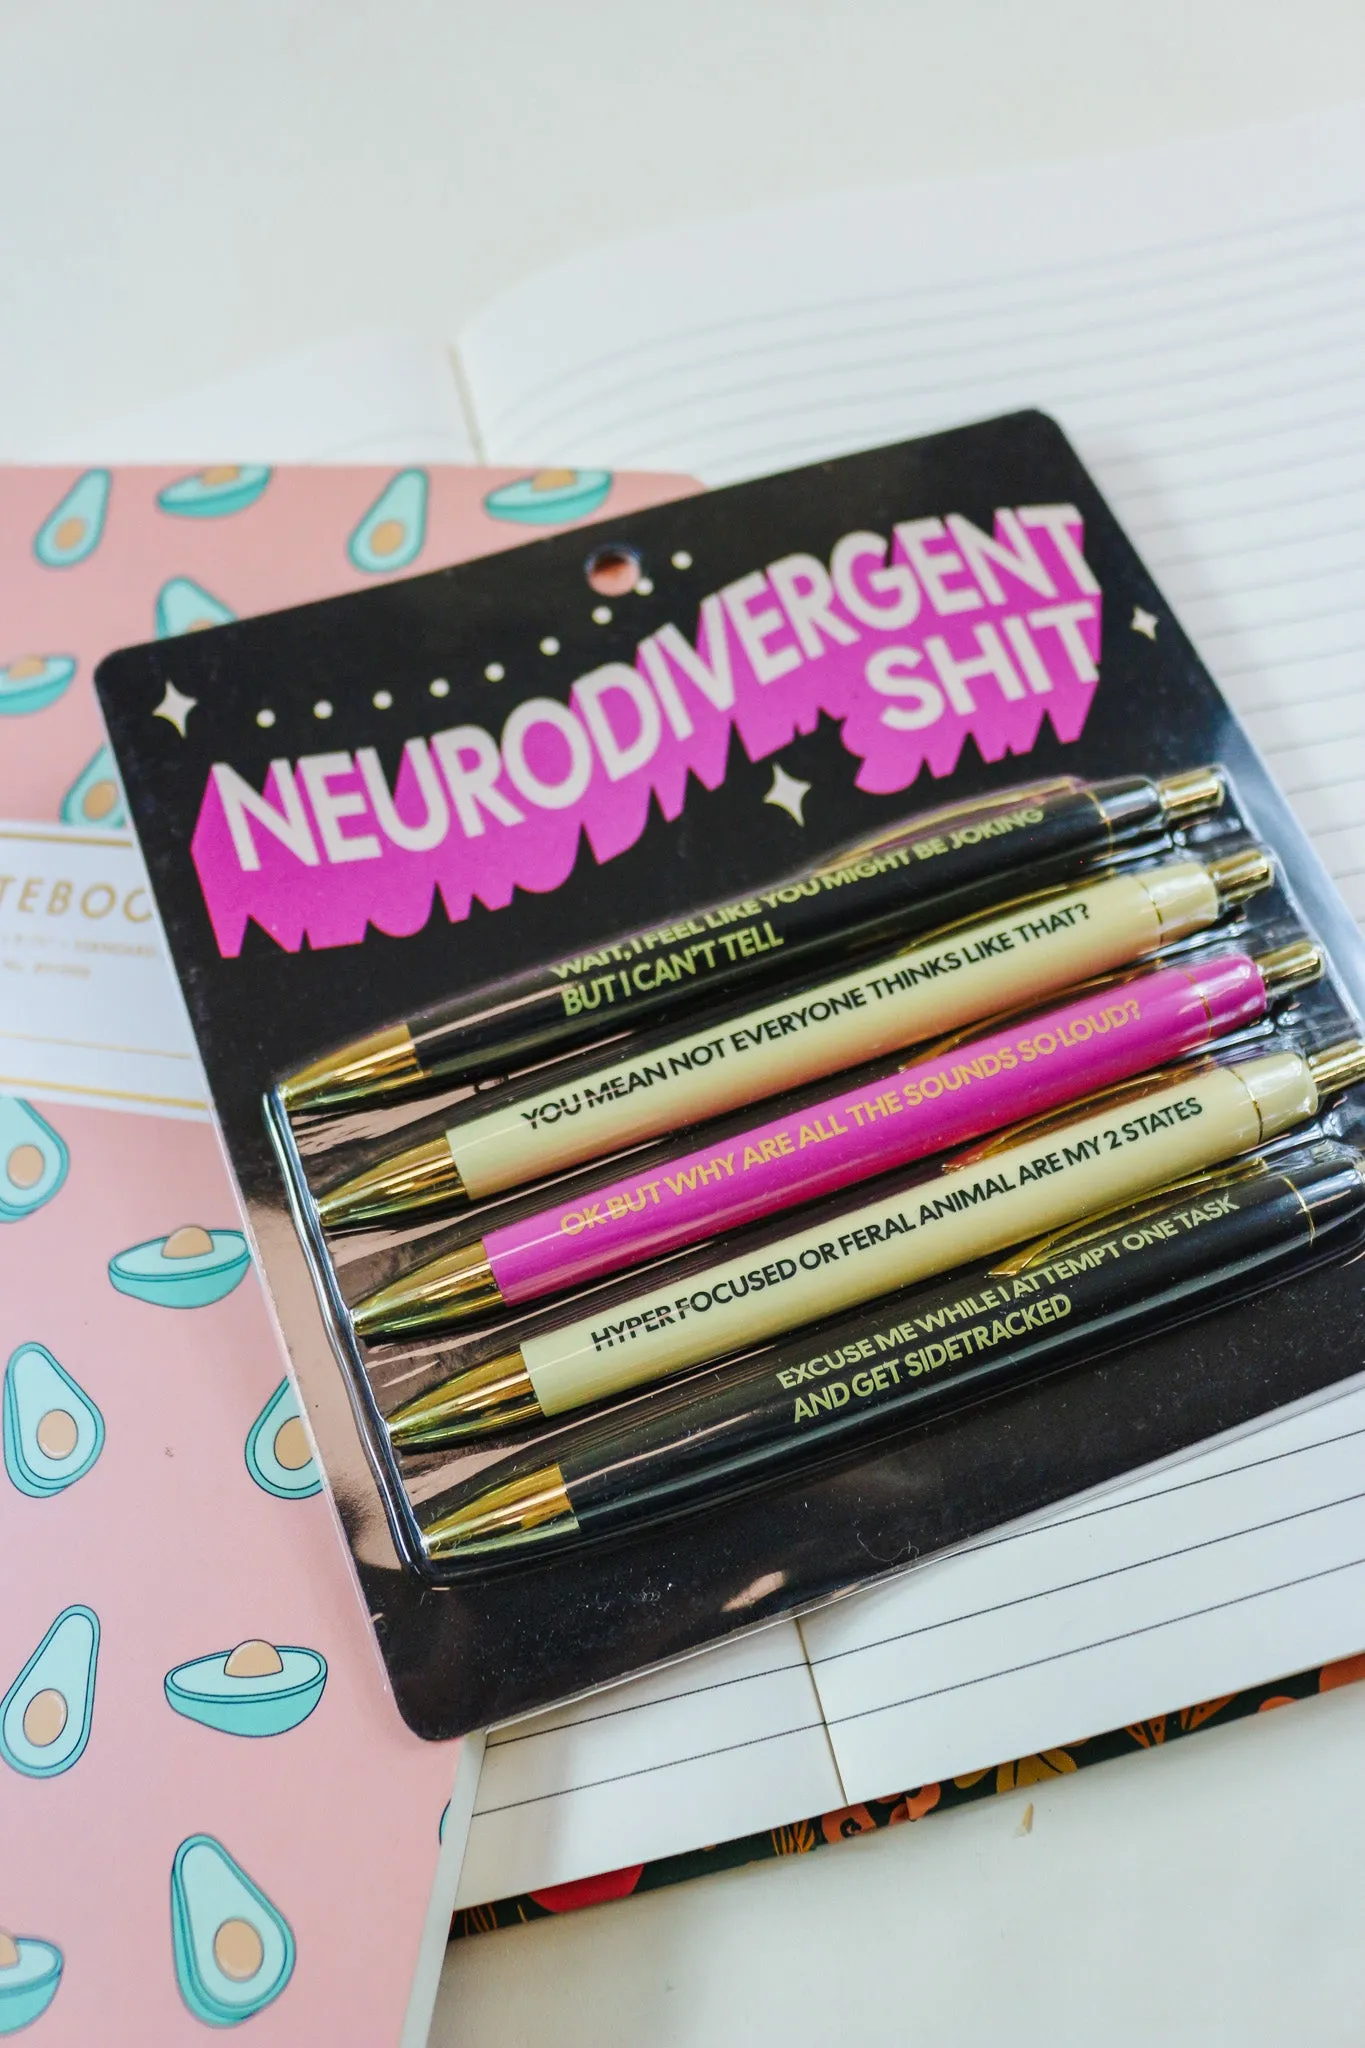 NEURODIVERGENT
SHIT
WAIT, I FEEL LIKE YOU MIGHT BE JOKING
BUT I CAN'T TELL
YOU MEAN NOT EVERYONE THINKS LIKE THAT?
OK BUT WHY ARE ALL THE SOUNDS SO LOUD?
HYPER FOCUSED OR FERAL ANIMAL ARE MY 2 STATES
EXCUSE ME WHILE I ATTEMPT ONE TASK
AND GET SIDETRACKED
TEBOO